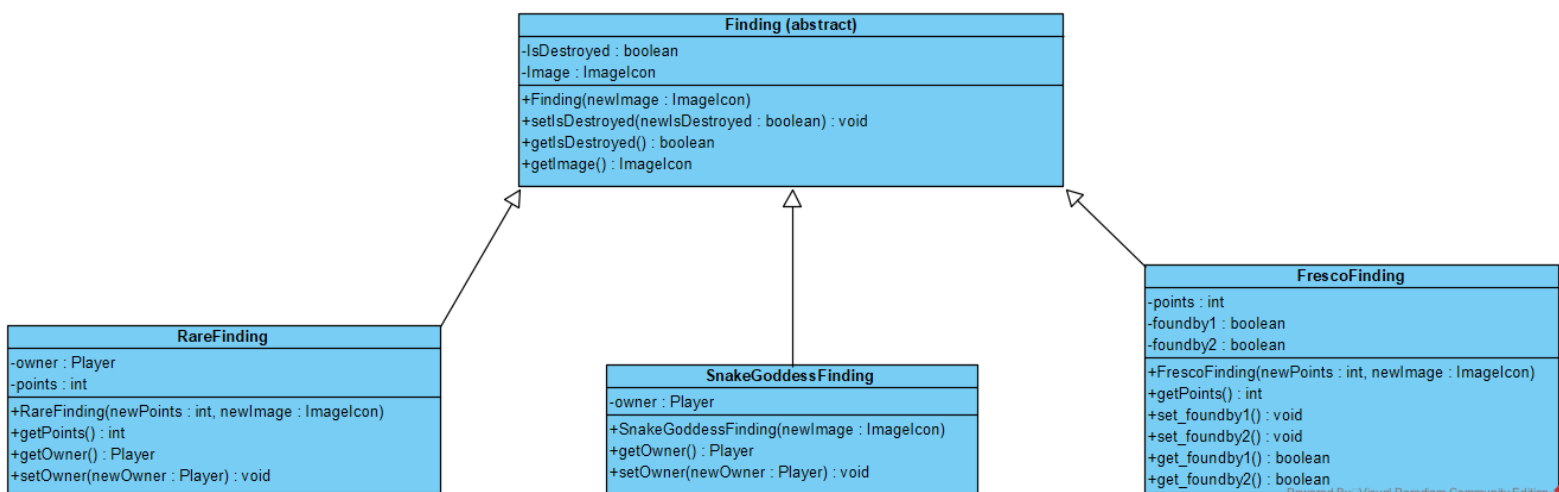 Finding (abstract)
-IsDestroyed : boolean
-Image : ImageIcon
+Finding(newImage : ImageIcon)
+setIsDestroyed(newIsDestroyed : boolean) : void
+getIsDestroyed() : boolean
+getImage() : ImageIcon
RareFinding
-owner : Player
-points : int
+RareFinding(newPoints : int, newImage : ImageIcon)
+getPoints() : int
+getOwner() : Player
+setOwner(newOwner : Player) : void
SnakeGoddessFinding
-owner : Player
+SnakeGoddessFinding(newImage : ImageIcon)
+getOwner() : Player
+setOwner(newOwner : Player) : void
FrescoFinding
-points : int
-foundby1 : boolean
-foundby2 : boolean
+FrescoFinding(newPoints : int, newImage : ImageIcon)
+getPoints() : int
+set_foundby1() : void
+set_foundby2() : void
+get_foundby1() : boolean
+get_foundby2() : boolean